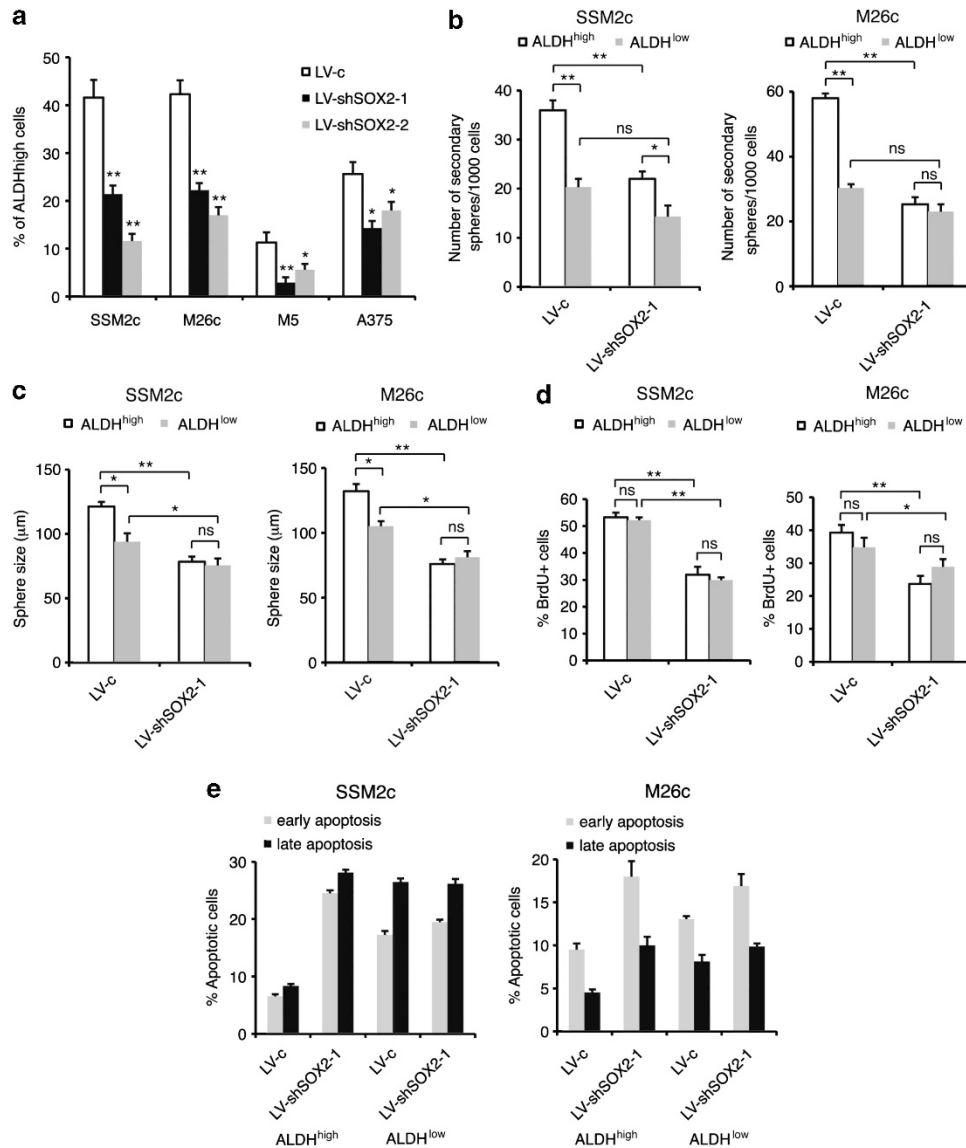 a
50
40
30
20
10
0
% of ALDHhigh cells
LV-c
LV-shSOX2-1
LV-shSOX2-2
** ** ** ** ** * * *
SSM2c M26c M5 A375
b
SSM2c
ALDHhigh ALDHlow
**
**
ns
*
40
30
20
10
0
Number of secondary
spheres/1000 cells
LV-c
LV-shSOX2-1
M26c
ALDHhigh ALDHlow
**
**
ns
ns
60
40
20
0
Number of secondary
spheres/1000 cells
LV-c
LV-shSOX2-1
c
SSM2c
ALDHhigh ALDHlow
**
*
*
ns
150
100
50
0
Sphere size (μm)
LV-c
LV-shSOX2-1
M26c
ALDHhigh ALDHlow
**
*
*
ns
150
100
50
0
Sphere size (μm)
LV-c
LV-shSOX2-1
d
SSM2c
ALDHhigh ALDHlow
**
ns **
ns
60
50
40
30
20
10
0
% BrdU+ cells
LV-c
LV-shSOX2-1
M26c
ALDHhigh ALDHlow
**
ns *
ns
50
40
30
20
10
0
% BrdU+ cells
LV-c
LV-shSOX2-1
e
SSM2c
early apoptosis
late apoptosis
30
20
10
0
% Apoptotic cells
LV-c
LV-shSOX2-1
LV-c
LV-shSOX2-1
ALDHhigh ALDHlow
M26c
early apoptosis
late apoptosis
20
15
10
5
0
% Apoptotic cells
LV-c
LV-shSOX2-1
LV-c
LV-shSOX2-1
ALDHhigh ALDHlow